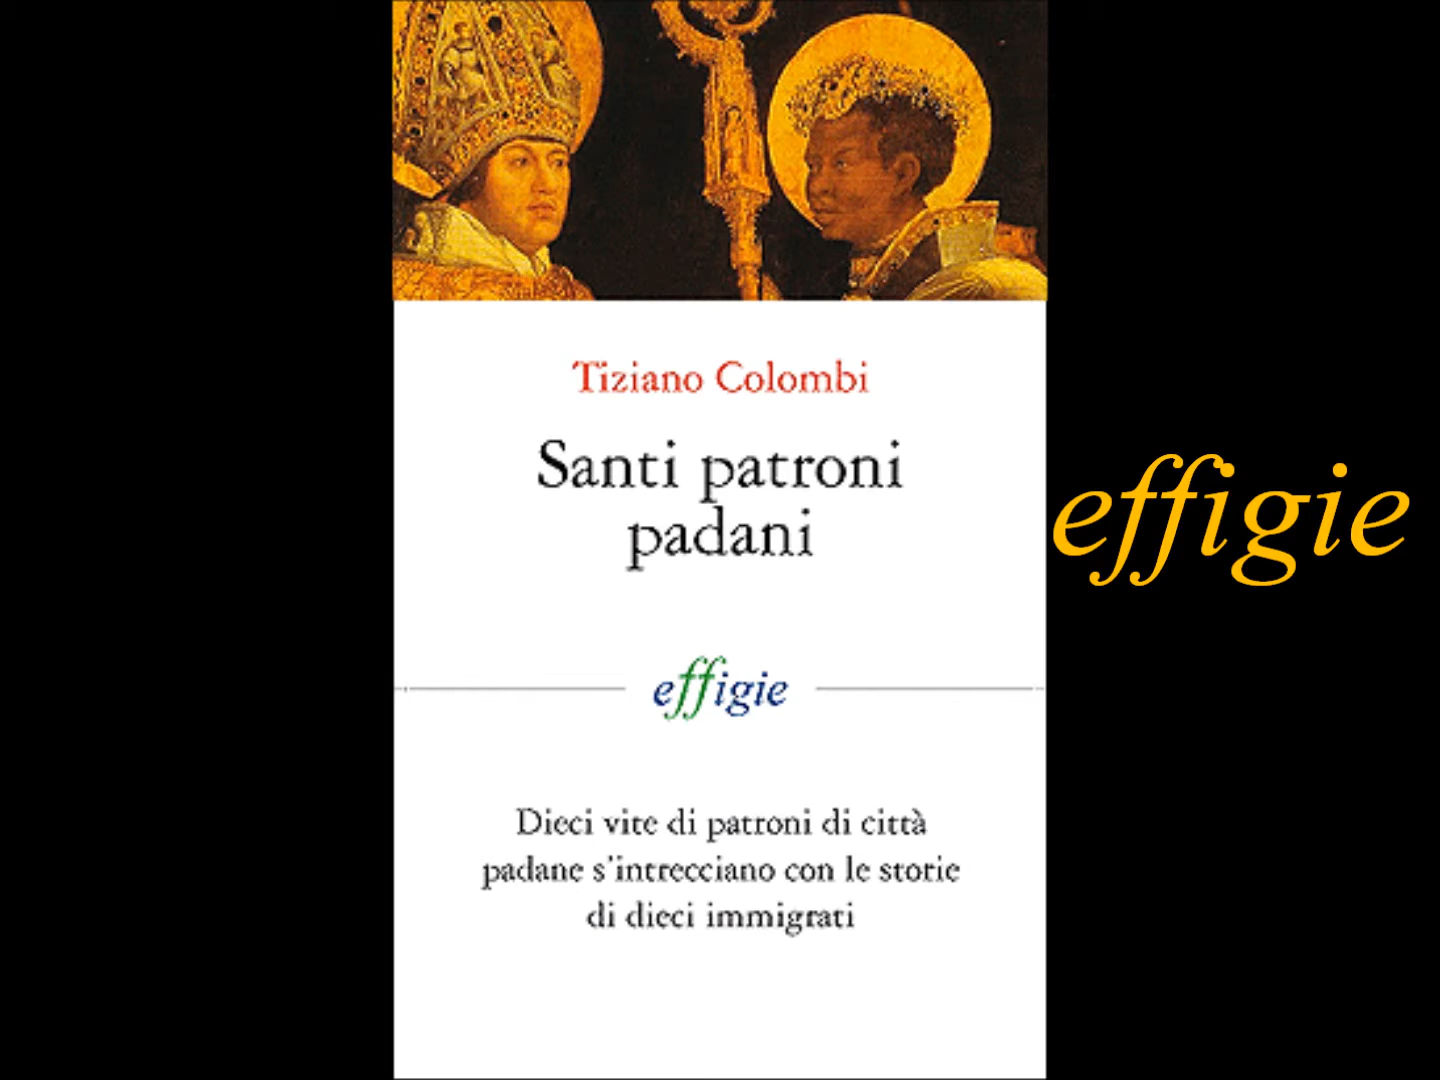 Tiziano Colombi
Santi patroni
padani
effigie
effigie
Dieci vite di patroni di città
padane s'intrecciano con le storie
di dieci immigrati